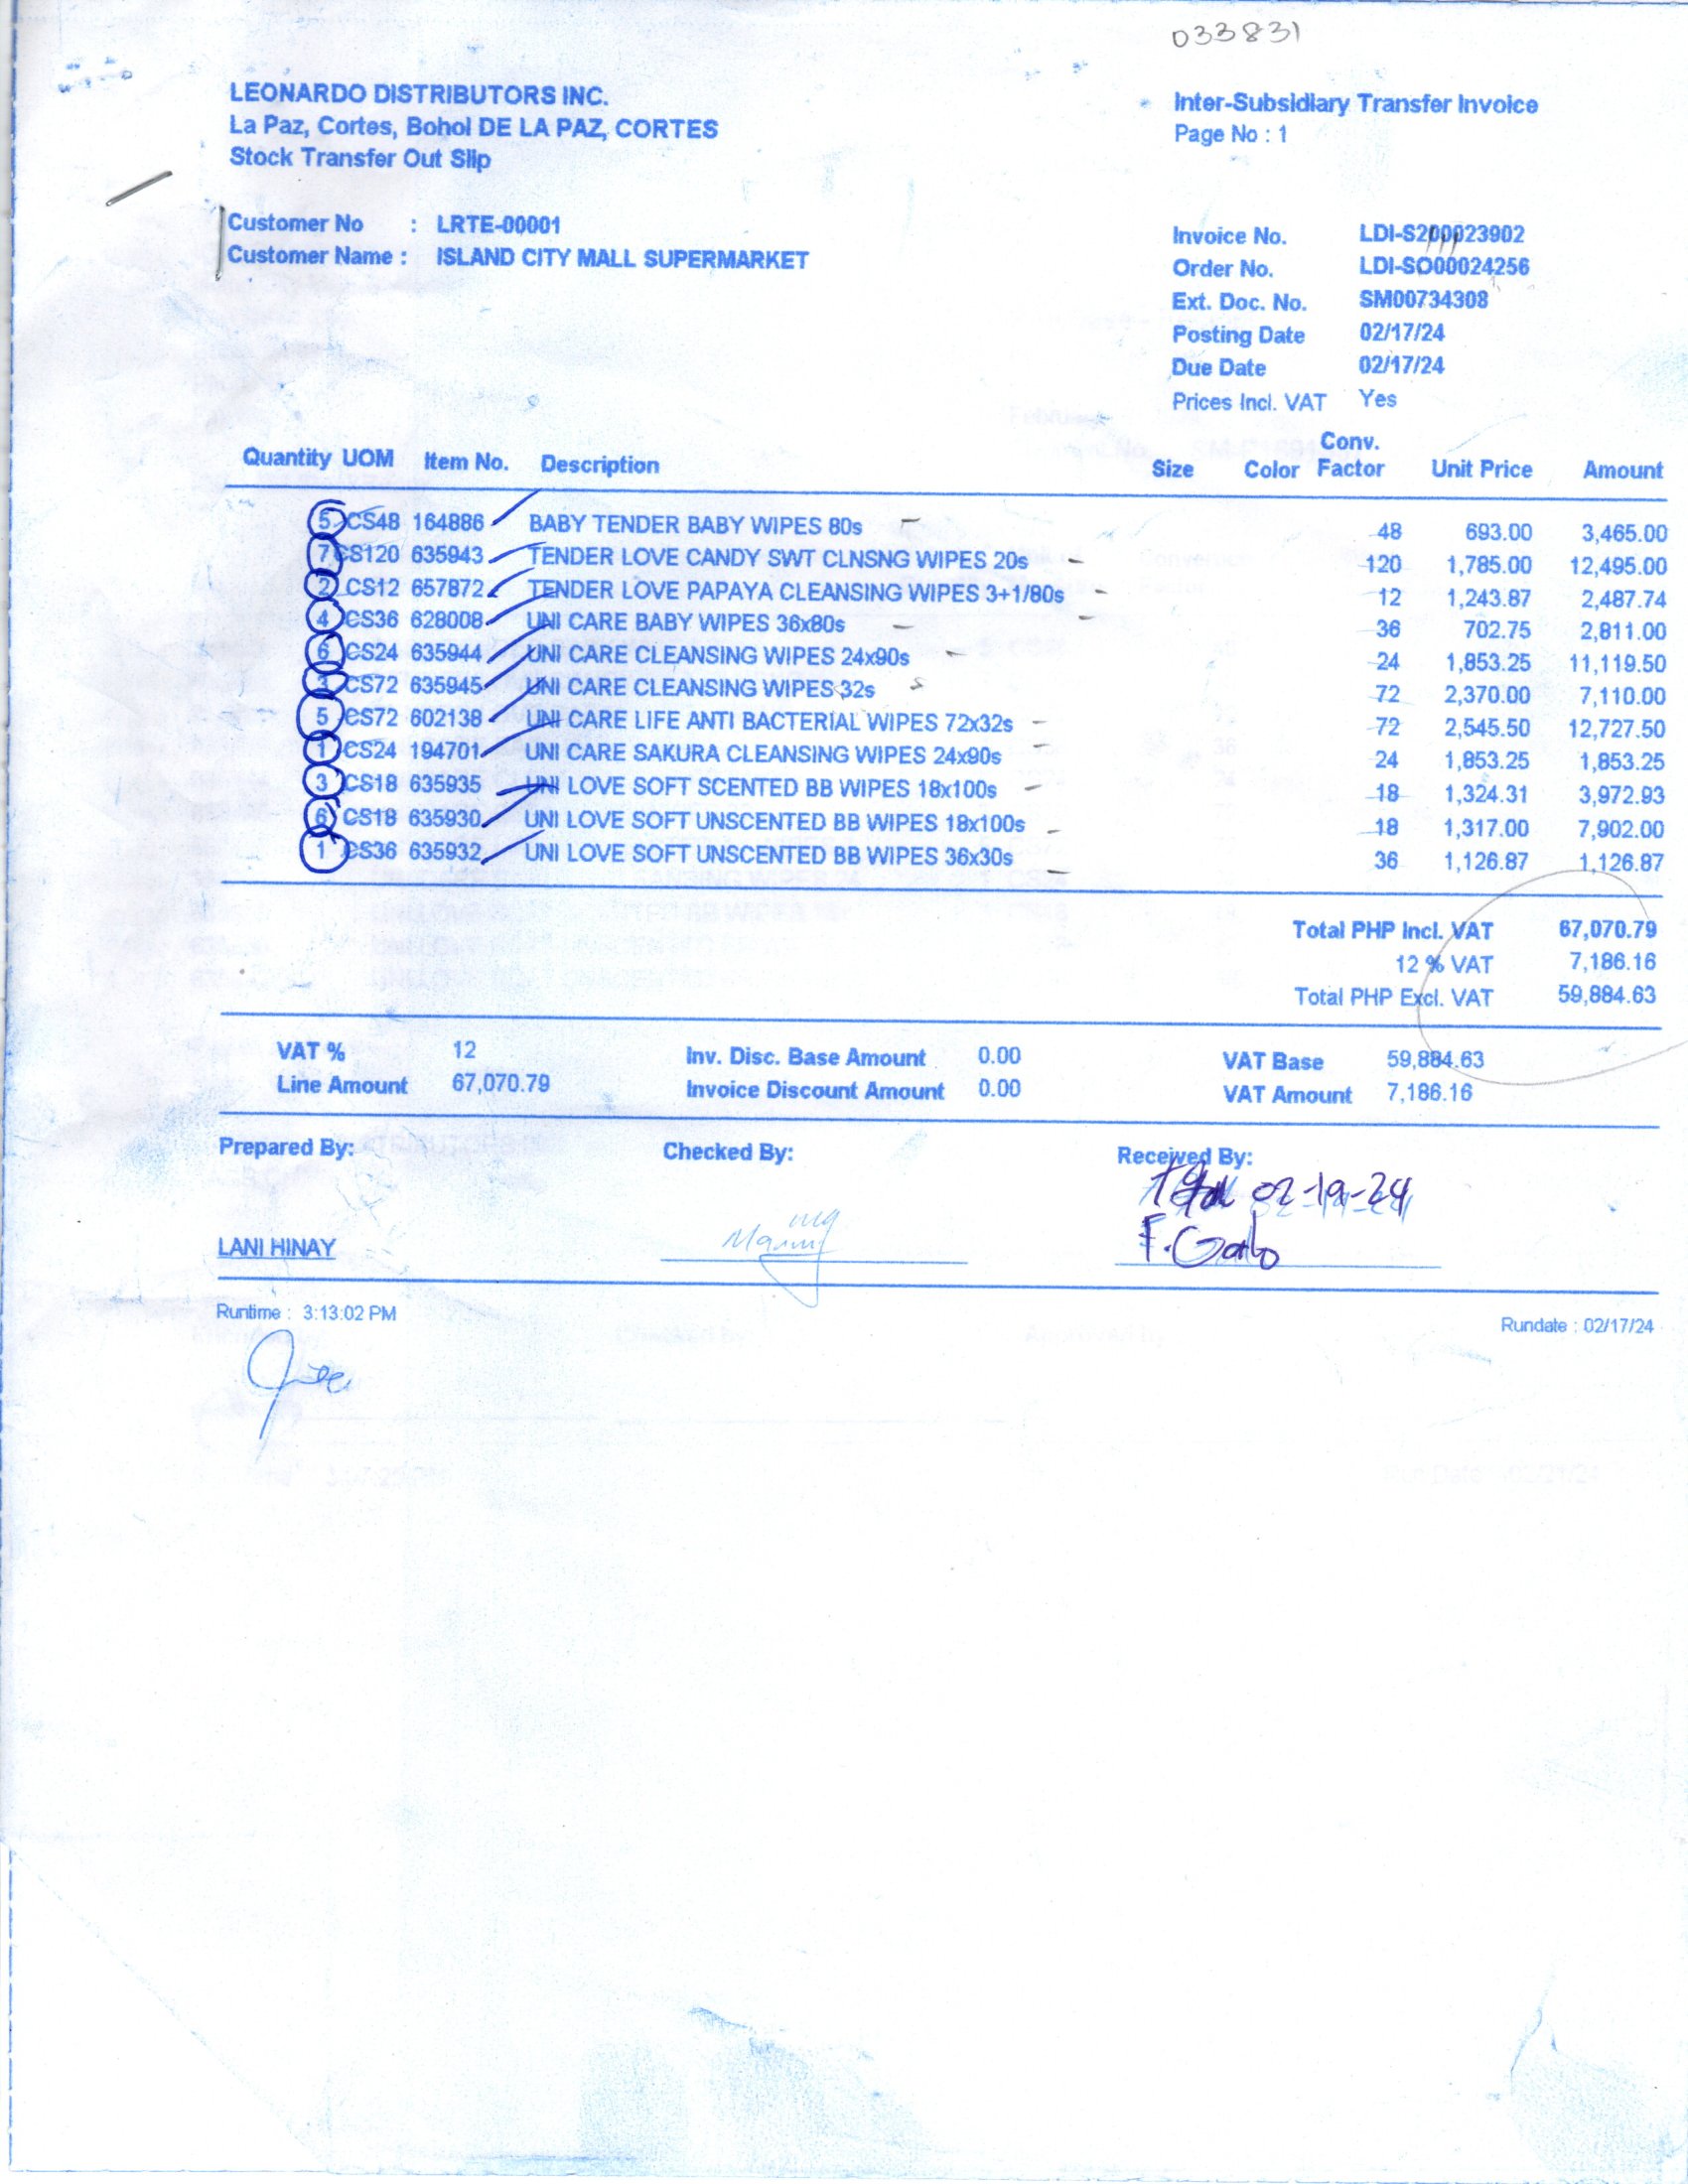 033831
LEONARDO DISTRIBUTORS INC.
La Paz, Cortes, Bohol DE LA PAZ, CORTES
Stock Transfer Out Slip
Inter-Subsidiary Transfer Invoice
Page No : 1
Customer No : LRTE-00001
Customer Name : ISLAND CITY MALL SUPERMARKET
Invoice No. LDI-S200023902
Order No. LDI-SO00024256
Ext. Doc. No. SM00734308
Posting Date 02/17/24
Due Date 02/17/24
Prices Incl. VAT Yes
Quantity UOM Item No. Description Size Color Conv. Factor Unit Price Amount
5 CS48 164886 BABY TENDER BABY WIPES 80s 48 693.00 3,465.00
7 CS120 635943 TENDER LOVE CANDY SWT CLNSNG WIPES 20s 120 1,785.00 12,495.00
2 CS12 657872 TENDER LOVE PAPAYA CLEANSING WIPES 3+1/80s 12 1,243.87 2,487.74
4 CS36 628008 UNI CARE BABY WIPES 36x80s 36 702.75 2,811.00
6 CS24 635944 UNI CARE CLEANSING WIPES 24x90s 24 1,853.25 11,119.50
3 CS72 635945 UNI CARE CLEANSING WIPES 32s 72 2,370.00 7,110.00
5 CS72 602138 UNI CARE LIFE ANTI BACTERIAL WIPES 72x32s 72 2,545.50 12,727.50
1 CS24 194701 UNI CARE SAKURA CLEANSING WIPES 24x90s 24 1,853.25 1,853.25
3 CS18 635935 UNI LOVE SOFT SCENTED BB WIPES 18x100s 18 1,324.31 3,972.93
6 CS18 635930 UNI LOVE SOFT UNSCENTED BB WIPES 18x100s 18 1,317.00 7,902.00
1 CS36 635932 UNI LOVE SOFT UNSCENTED BB WIPES 36x30s 36 1,126.87 1,126.87
Total PHP Incl. VAT 67,070.79
12 % VAT 7,186.16
Total PHP Excl. VAT 59,884.63
VAT % 12 Inv. Disc. Base Amount 0.00 VAT Base 59,884.63
Line Amount 67,070.79 Invoice Discount Amount 0.00 VAT Amount 7,186.16
Prepared By: Checked By: Received By:
02-19-24
LANI HINAY
Runtime : 3:13:02 PM Rundate : 02/17/24